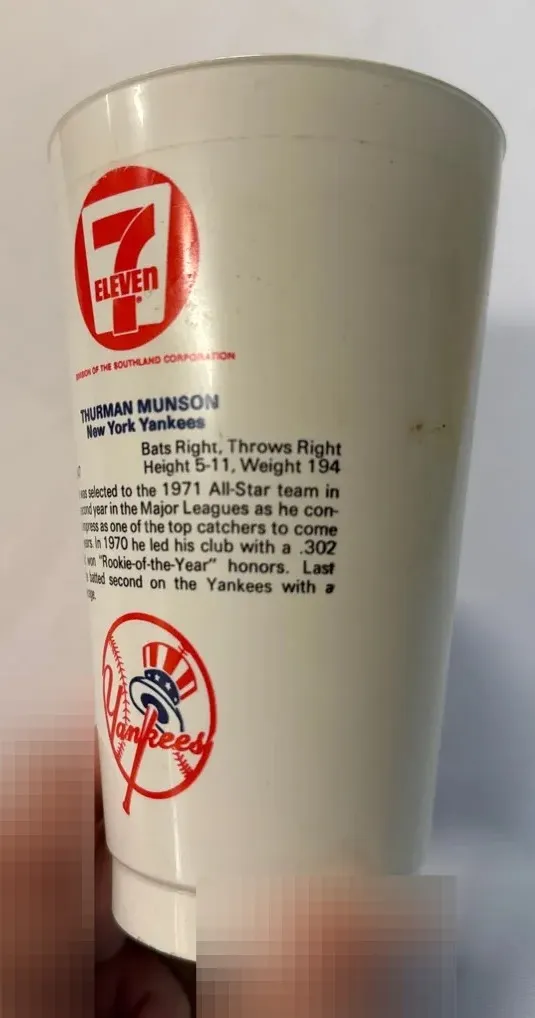 7
ELEVEn
®
OF THE SOUTHLAND CORPORATION
THURMAN MUNSON
New York Yankees
Bats Right, Throws Right
Height 5-11, Weight 194
was selected to the 1971 All-Star team in
year in the Major Leagues as he con-
as one of the top catchers to come
In 1970 he led his club with a .302
won "Rookie-of-the-Year" honors. Last
batted second on the Yankees with a
Yankees